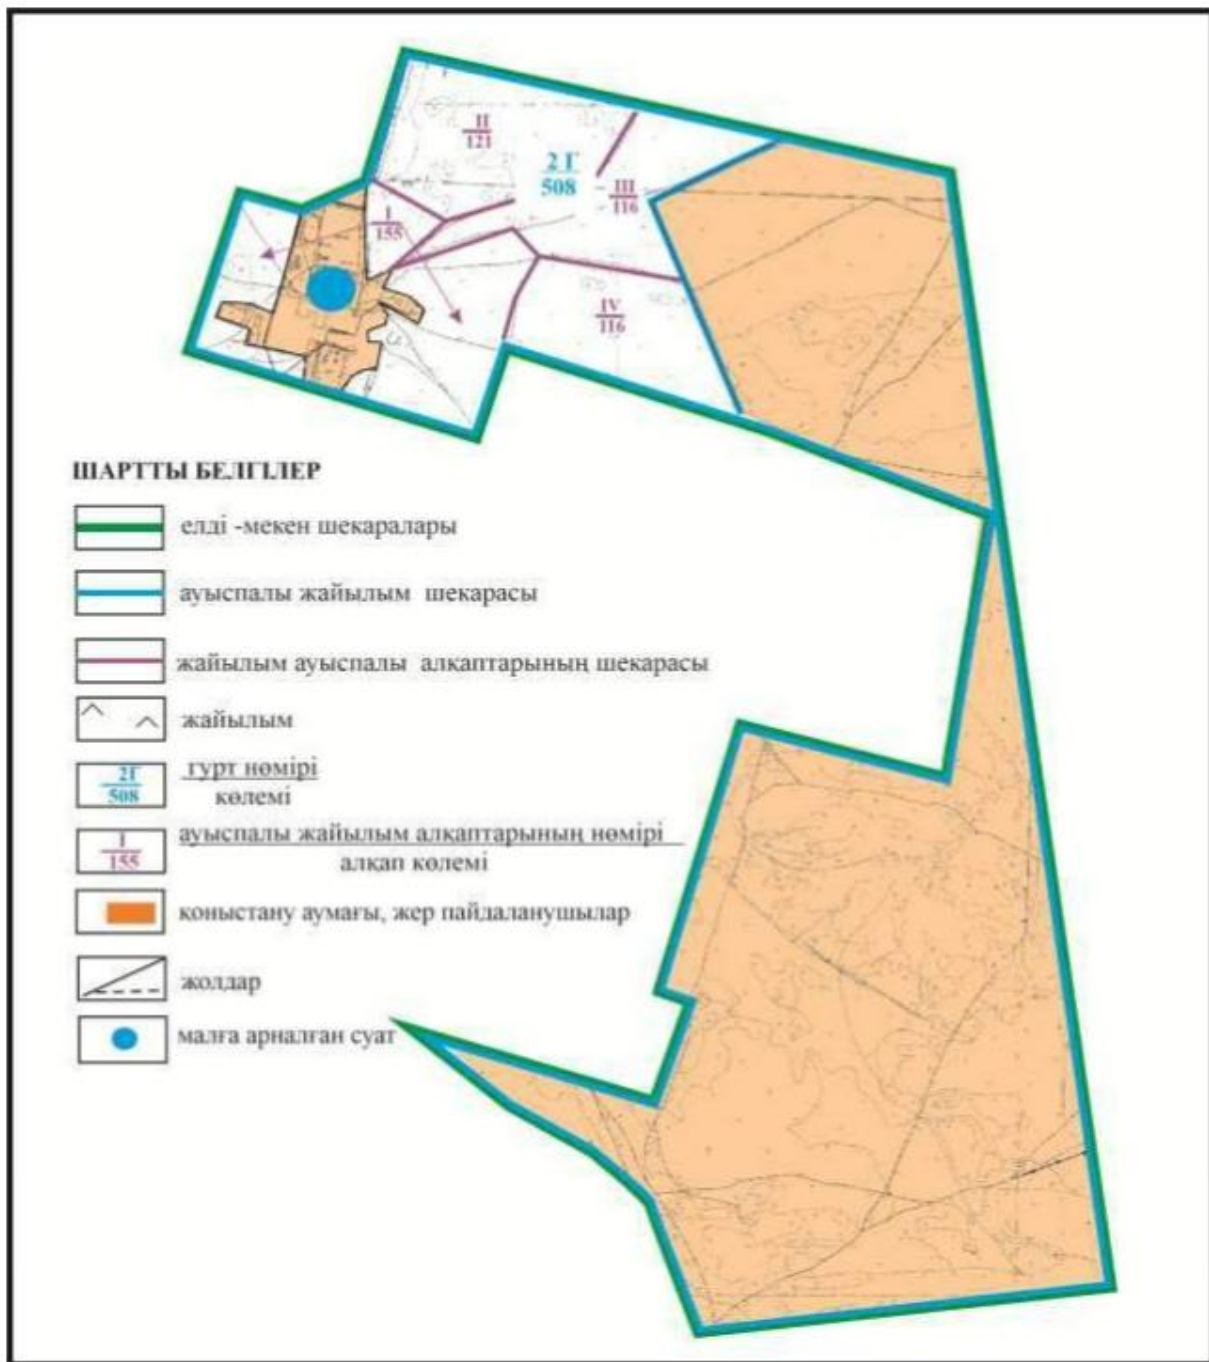 II
121
2 Г
508
III
116
I
155
IV
116
ШАРТТЫ БЕЛГІЛЕР
елді -мекен шекаралары
ауыспалы жайылым шекарасы
жайылым ауыспалы алқаптарының шекарасы
жайылым
2Г
508
гурт нөмірі
көлемі
I
155
ауыспалы жайылым алқаптарының нөмірі
алқап көлемі
қоныстану аумағы, жер пайдаланушылар
жолдар
малға арналған суат